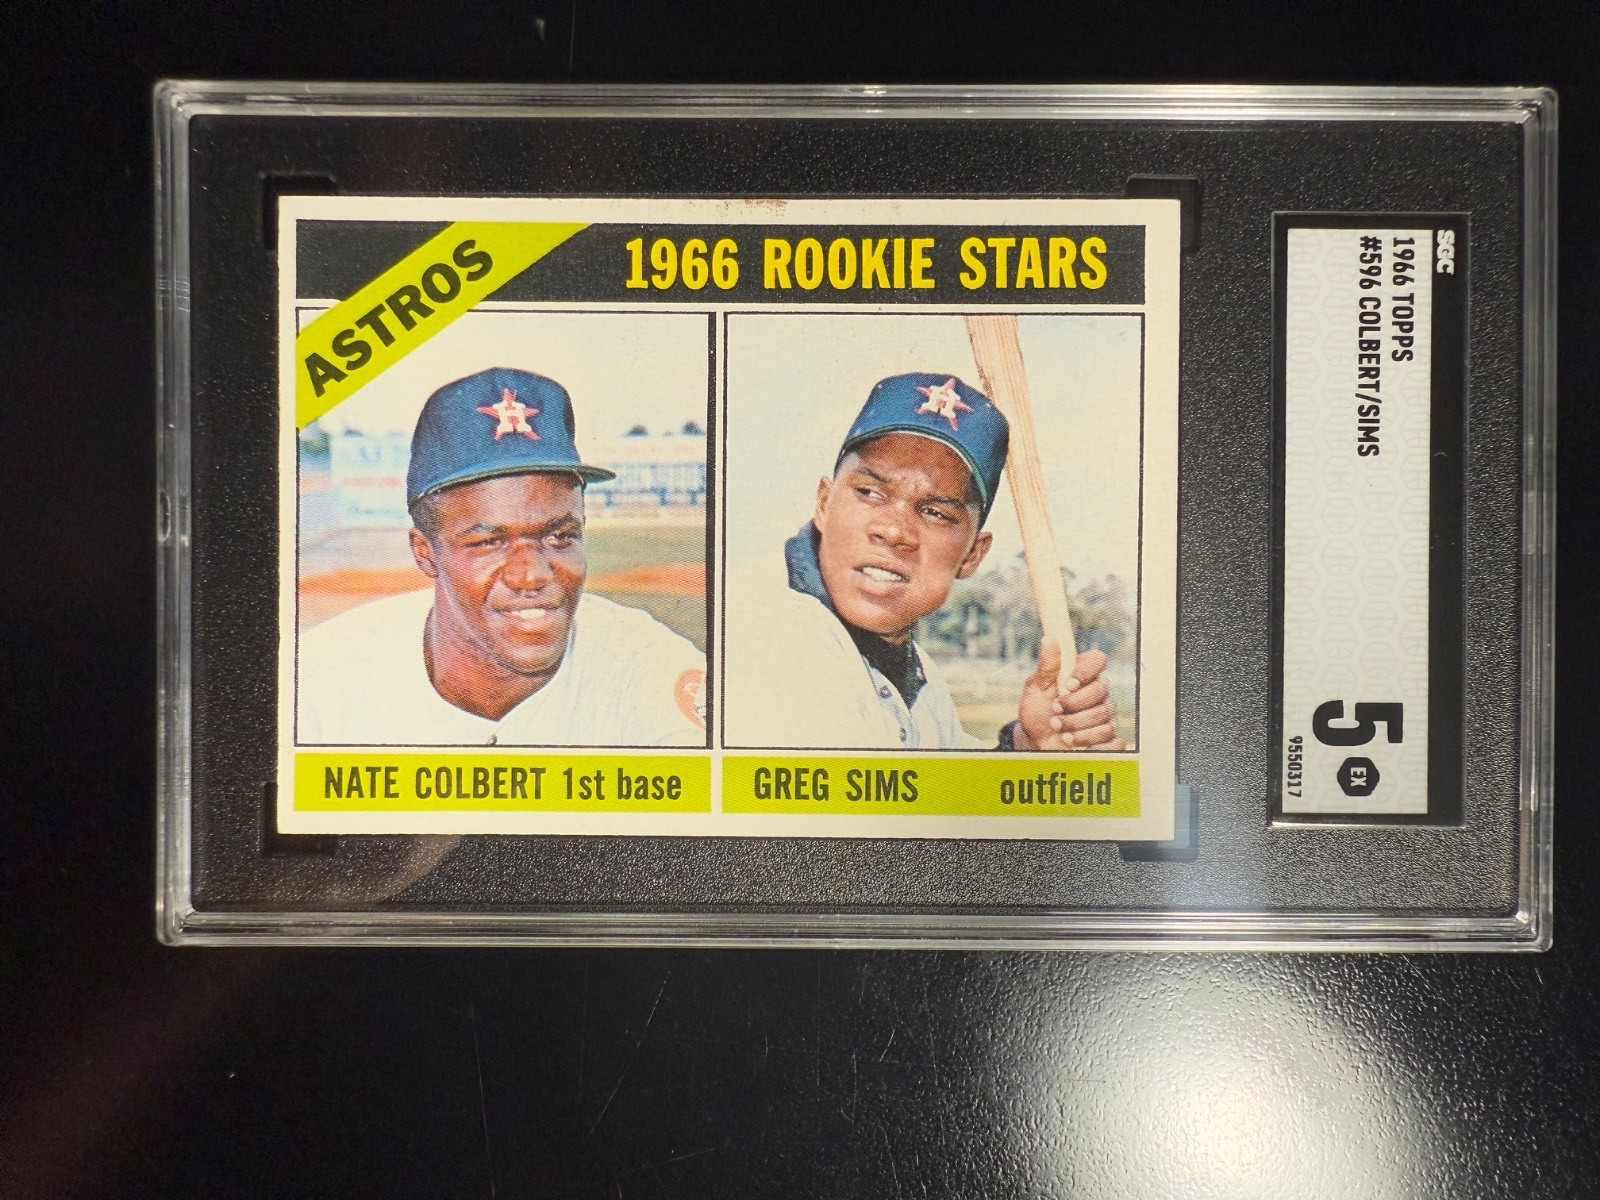 ASTROS
1966 ROOKIE STARS
H
H
NATE COLBERT 1st base
GREG SIMS outfield
SGC
1966 TOPPS
#596 COLBERT/SIMS
5
EX
9550317